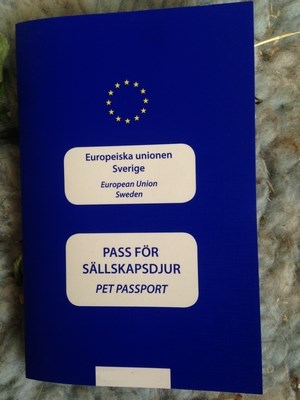 Europeiska unionen
Sverige
European Union
Sweden
PASS FÖR
SÄLLSKAPSDJUR
PET PASSPORT